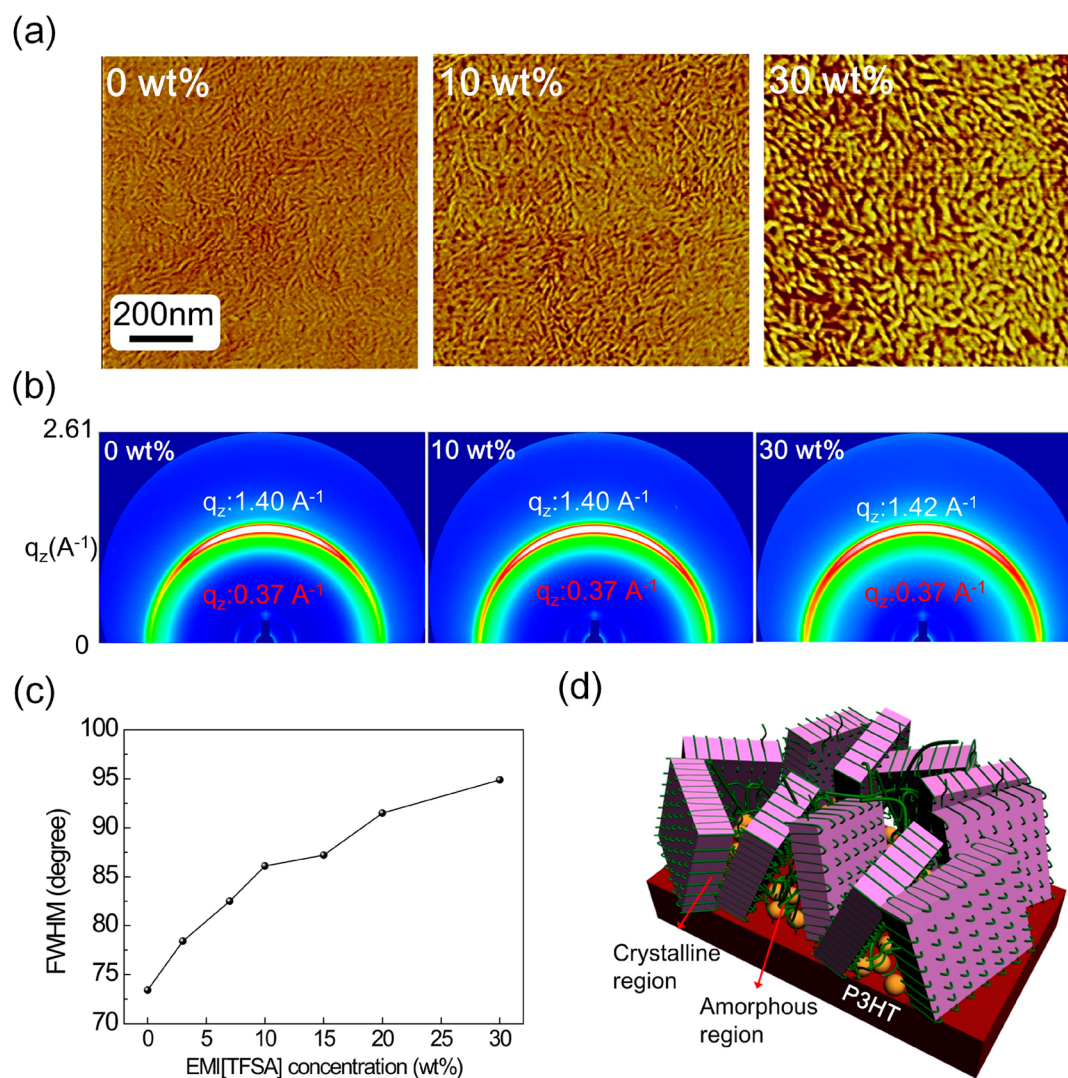 (a)
0 wt%
10 wt%
30 wt%
200nm
(b)
2.61
0 wt%
10 wt%
30 wt%
qz:1.40 A-1
qz:1.40 A-1
qz:1.42 A-1
qz(A-1)
qz:0.37 A-1
qz:0.37 A-1
qz:0.37 A-1
0
(c)
100
95
90
85
80
75
70
FWHM (degree)
0
5
10
15
20
25
30
EMI[TFSA] concentration (wt%)
(d)
Crystalline
region
Amorphous
region
P3HT